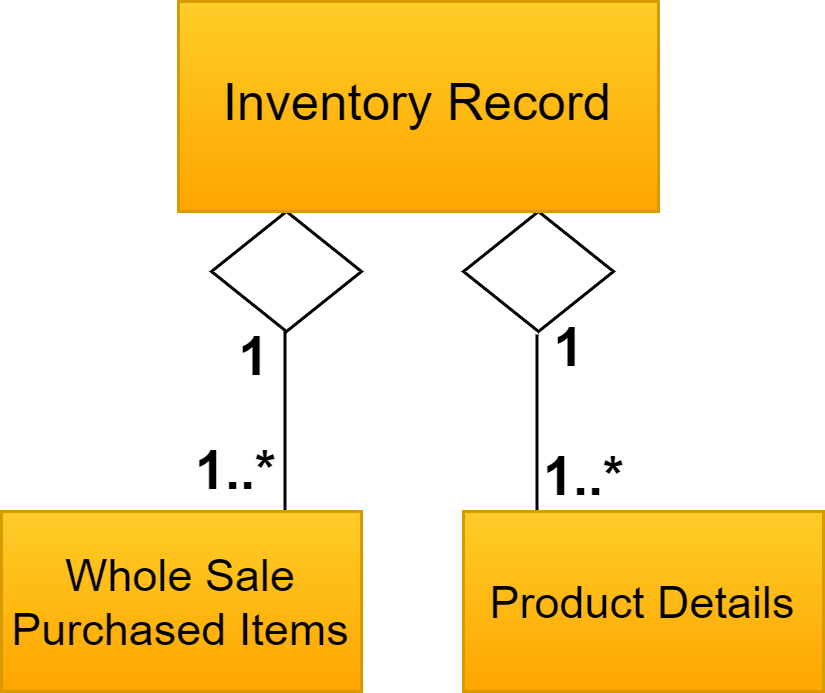 Inventory Record
1
1
1..*
1..*
Whole Sale
Purchased Items
Product Details